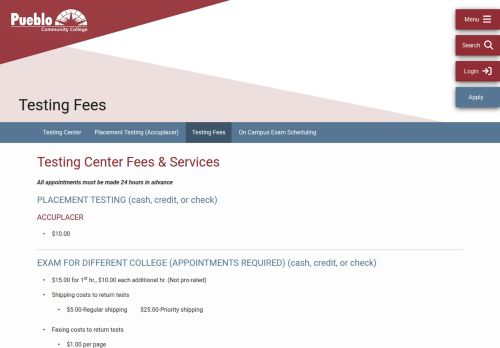 Pueblo
Community College
Menu
Search
Login
Apply
Testing Fees
Testing Center Placement Testing (Accuplacer) Testing Fees On Campus Exam Scheduling
Testing Center Fees & Services
All appointments must be made 24 hours in advance
PLACEMENT TESTING (cash, credit, or check)
ACCUPLACER
• $10.00
EXAM FOR DIFFERENT COLLEGE (APPOINTMENTS REQUIRED) (cash, credit, or check)
• $15.00 for 1st hr., $10.00 each additional hr. (Not pro-rated)
• Shipping costs to return tests
• $5.00-Regular shipping $25.00-Priority shipping
• Faxing costs to return tests
• $1.00 per page